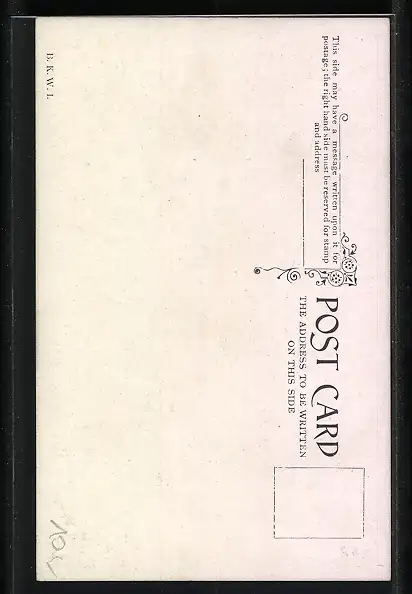 This side may have a message written upon it for
postage; the right hand side must be reserved for stamp
and address
POST CARD
THE ADDRESS TO BE WRITTEN
ON THIS SIDE
B. K. W. I.